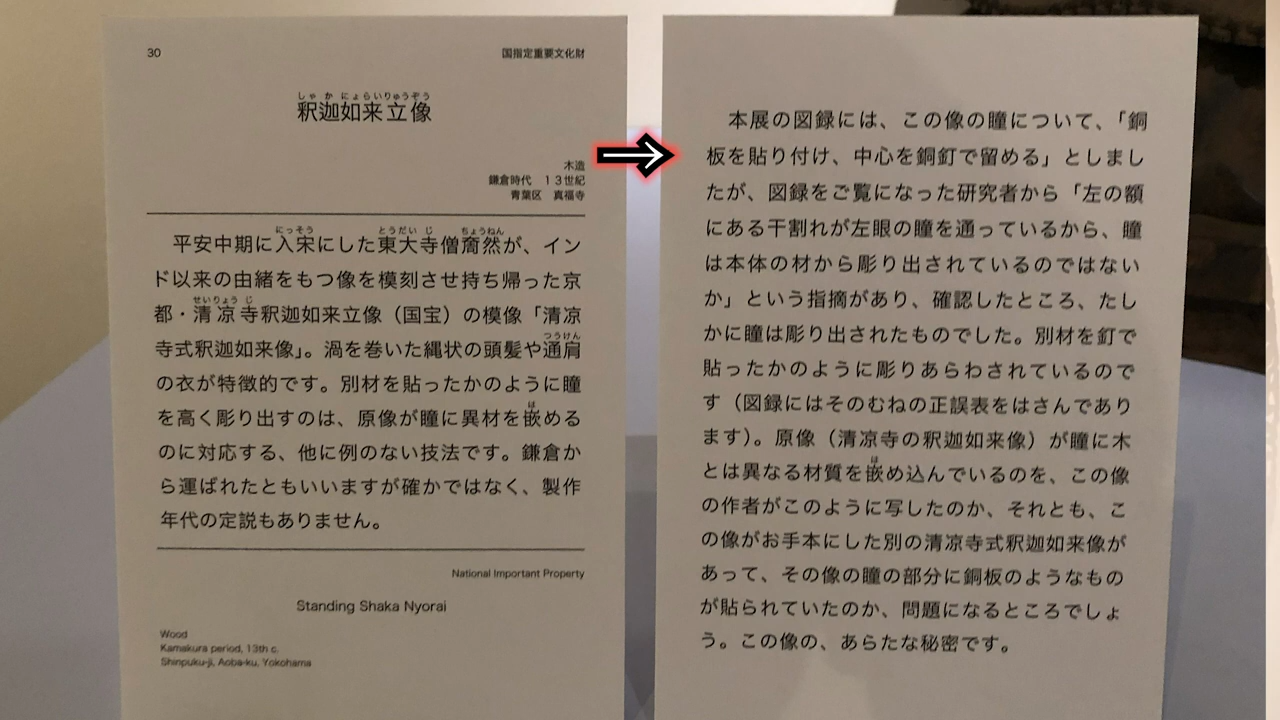 30
国指定重要文化財
しゃかにょらいりゅうぞう
釈迦如来立像
木造
鎌倉時代　１３世紀
青葉区　真福寺
にっそう　とうだいじ　ちょうねん
平安中期に入宋にした東大寺僧奝然が、イン
ド以来の由緒をもつ像を模刻させ持ち帰った京
せいりょうじ
都・清凉寺釈迦如来立像（国宝）の模像「清凉
つうけん
寺式釈迦如来像」。渦を巻いた縄状の頭髪や通肩
の衣が特徴的です。別材を貼ったかのように瞳
は
を高く彫り出すのは、原像が瞳に異材を嵌める
のに対応する、他に例のない技法です。鎌倉か
ら運ばれたともいいますが確かではなく、製作
年代の定説もありません。
National Important Property
Standing Shaka Nyorai
Wood
Kamakura period, 13th c.
Shinpuku-ji, Aoba-ku, Yokohama
本展の図録には、この像の瞳について、「銅
板を貼り付け、中心を銅釘で留める」としまし
たが、図録をご覧になった研究者から「左の額
にある干割れが左眼の瞳を通っているから、瞳
は本体の材から彫り出されているのではない
か」という指摘があり、確認したところ、たし
かに瞳は彫り出されたものでした。別材を釘で
貼ったかのように彫りあらわされているので
す（図録にはそのむねの正誤表をはさんであり
ます）。原像（清凉寺の釈迦如来像）が瞳に木
は
とは異なる材質を嵌め込んでいるのを、この像
の作者がこのように写したのか、それとも、こ
の像がお手本にした別の清凉寺式釈迦如来像が
あって、その像の瞳の部分に銅板のようなもの
が貼られていたのか、問題になるところでしょ
う。この像の、あらたな秘密です。